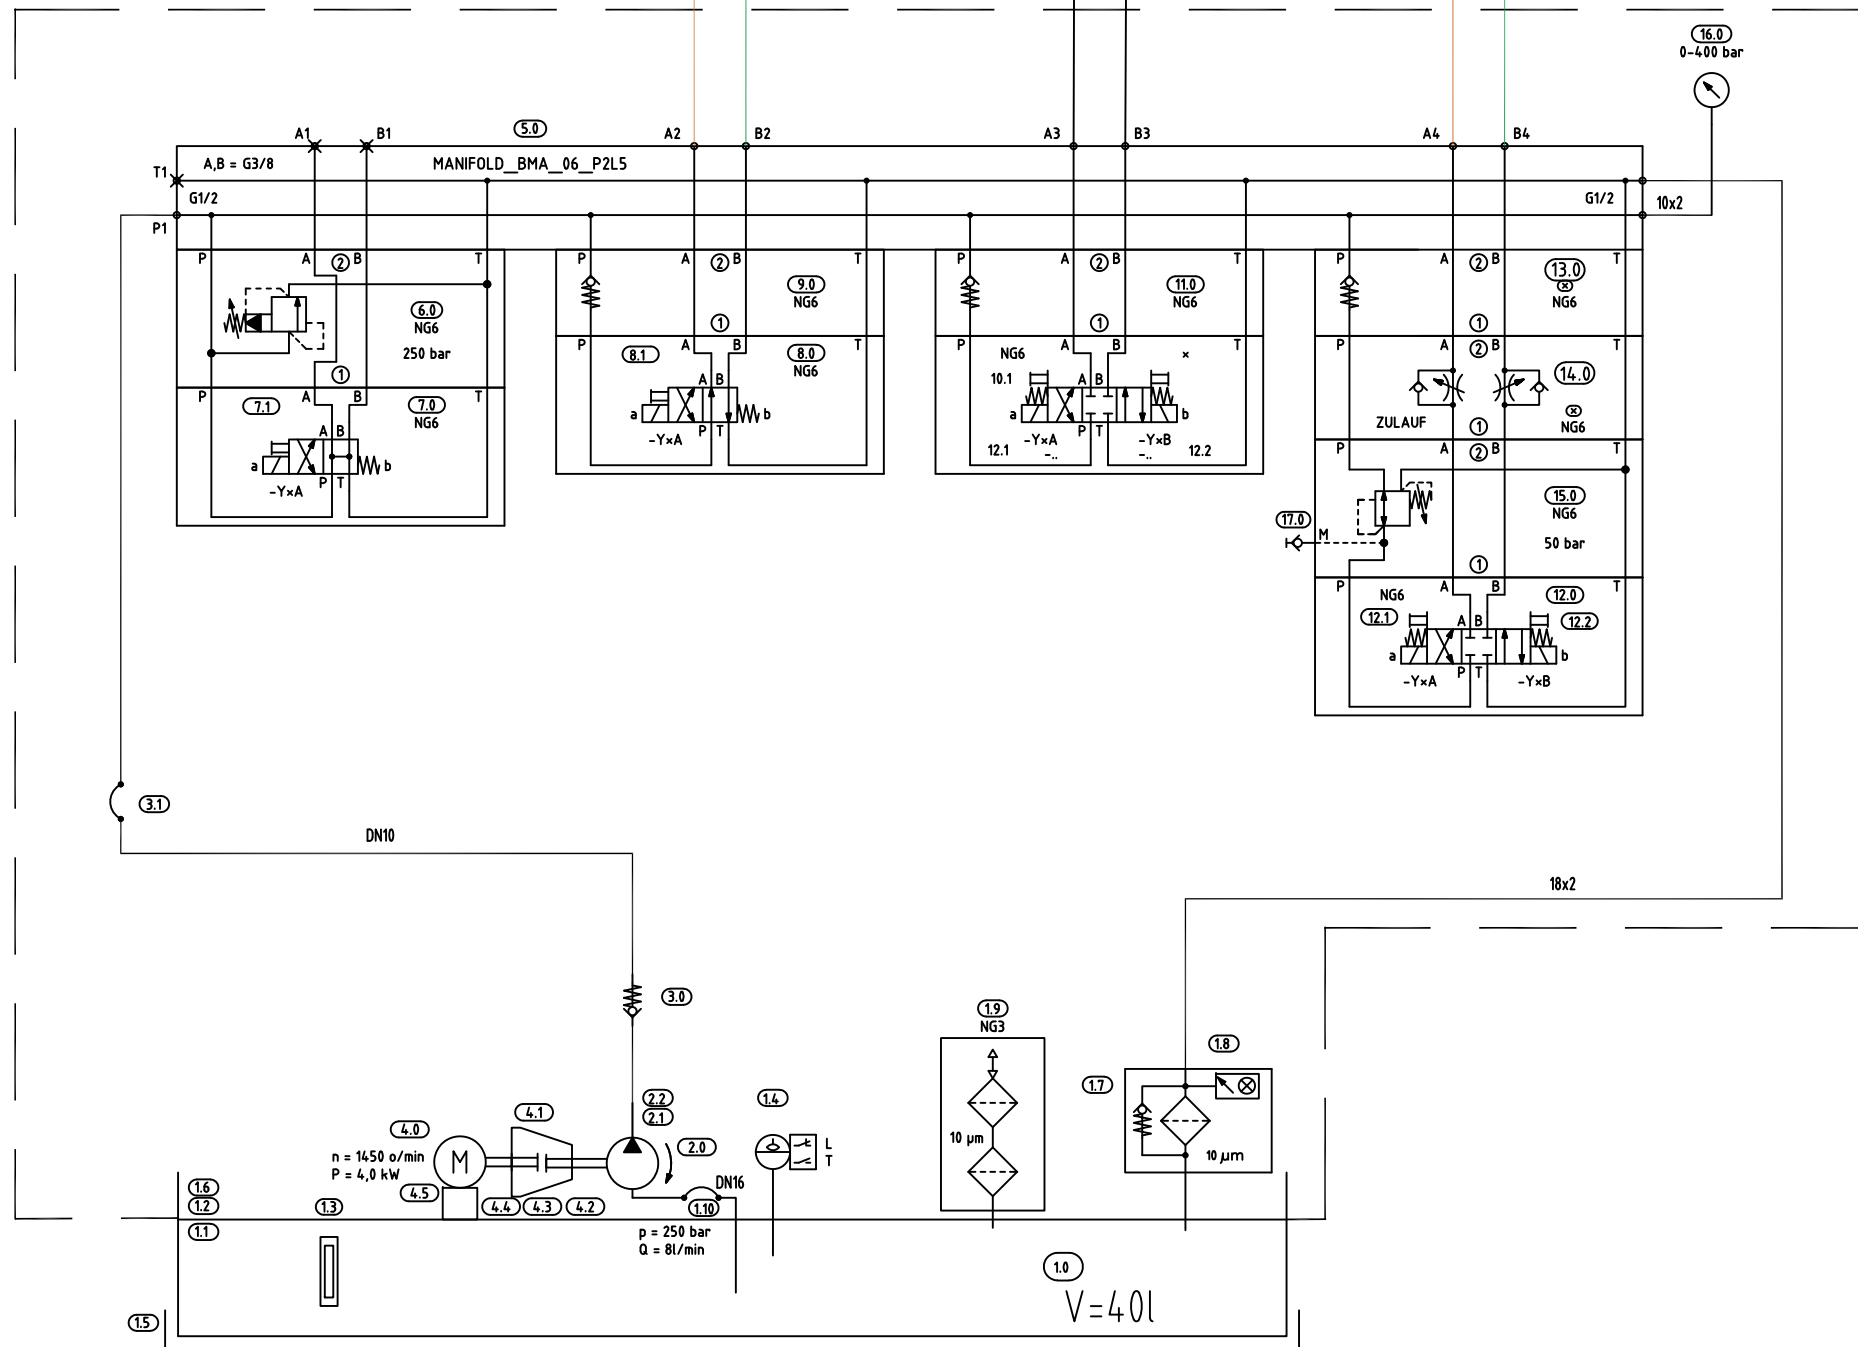 16.0
0-400 bar
A1
B1
5.0
A2
B2
A3
B3
A4
B4
T1
A,B = G3/8
MANIFOLD_BMA_06_P2L5
G1/2
G1/2
10x2
P1
P
A
2
B
T
6.0
NG6
250 bar
1
P
A
B
T
7.1
7.0
NG6
A B
a
b
P T
-Y×A
P
A
2
B
T
9.0
NG6
1
P
A
B
T
8.1
8.0
NG6
A B
a
b
P T
-Y×A
P
A
2
B
T
11.0
NG6
1
P
A
B
T
NG6
×
10.1
A B
a
b
P T
-Y×A
-..
-Y×B
-..
12.1
12.2
P
A
2
B
T
13.0
×
NG6
1
P
A
2
B
T
14.0
×
NG6
ZULAUF
1
P
A
2
B
T
15.0
NG6
50 bar
17.0
M
1
P
A
B
T
NG6
12.0
12.1
12.2
A B
a
b
P T
-Y×A
-Y×B
3.1
DN10
18x2
3.0
1.9
NG3
10 µm
1.8
1.7
10 µm
2.2
2.1
2.0
1.4
L
T
4.0
4.1
n = 1450 o/min
P = 4,0 kW
M
4.5
4.4
4.3
4.2
DN16
1.10
p = 250 bar
Q = 8l/min
1.6
1.2
1.1
1.3
1.0
V=40l
1.5